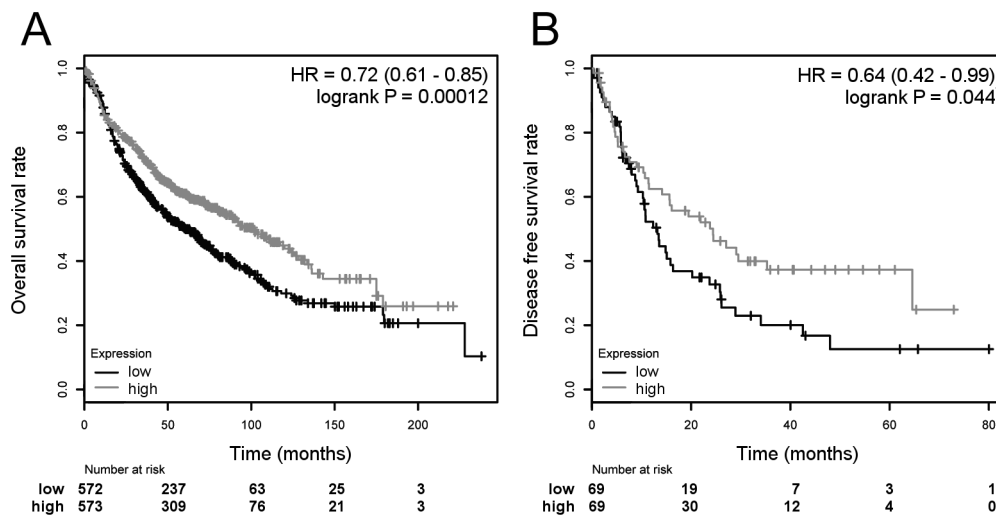 A
HR = 0.72 (0.61 - 0.85)
logrank P = 0.00012
Overall survival rate
1.0
0.8
0.6
0.4
0.2
0.0
Expression
low
high
0 50 100 150 200
Time (months)
Number at risk
low 572 237 63 25 3
high 573 309 76 21 3
B
HR = 0.64 (0.42 - 0.99)
logrank P = 0.044
Disease free survival rate
1.0
0.8
0.6
0.4
0.2
0.0
Expression
low
high
0 20 40 60 80
Time (months)
Number at risk
low 69 19 7 3 1
high 69 30 12 4 0